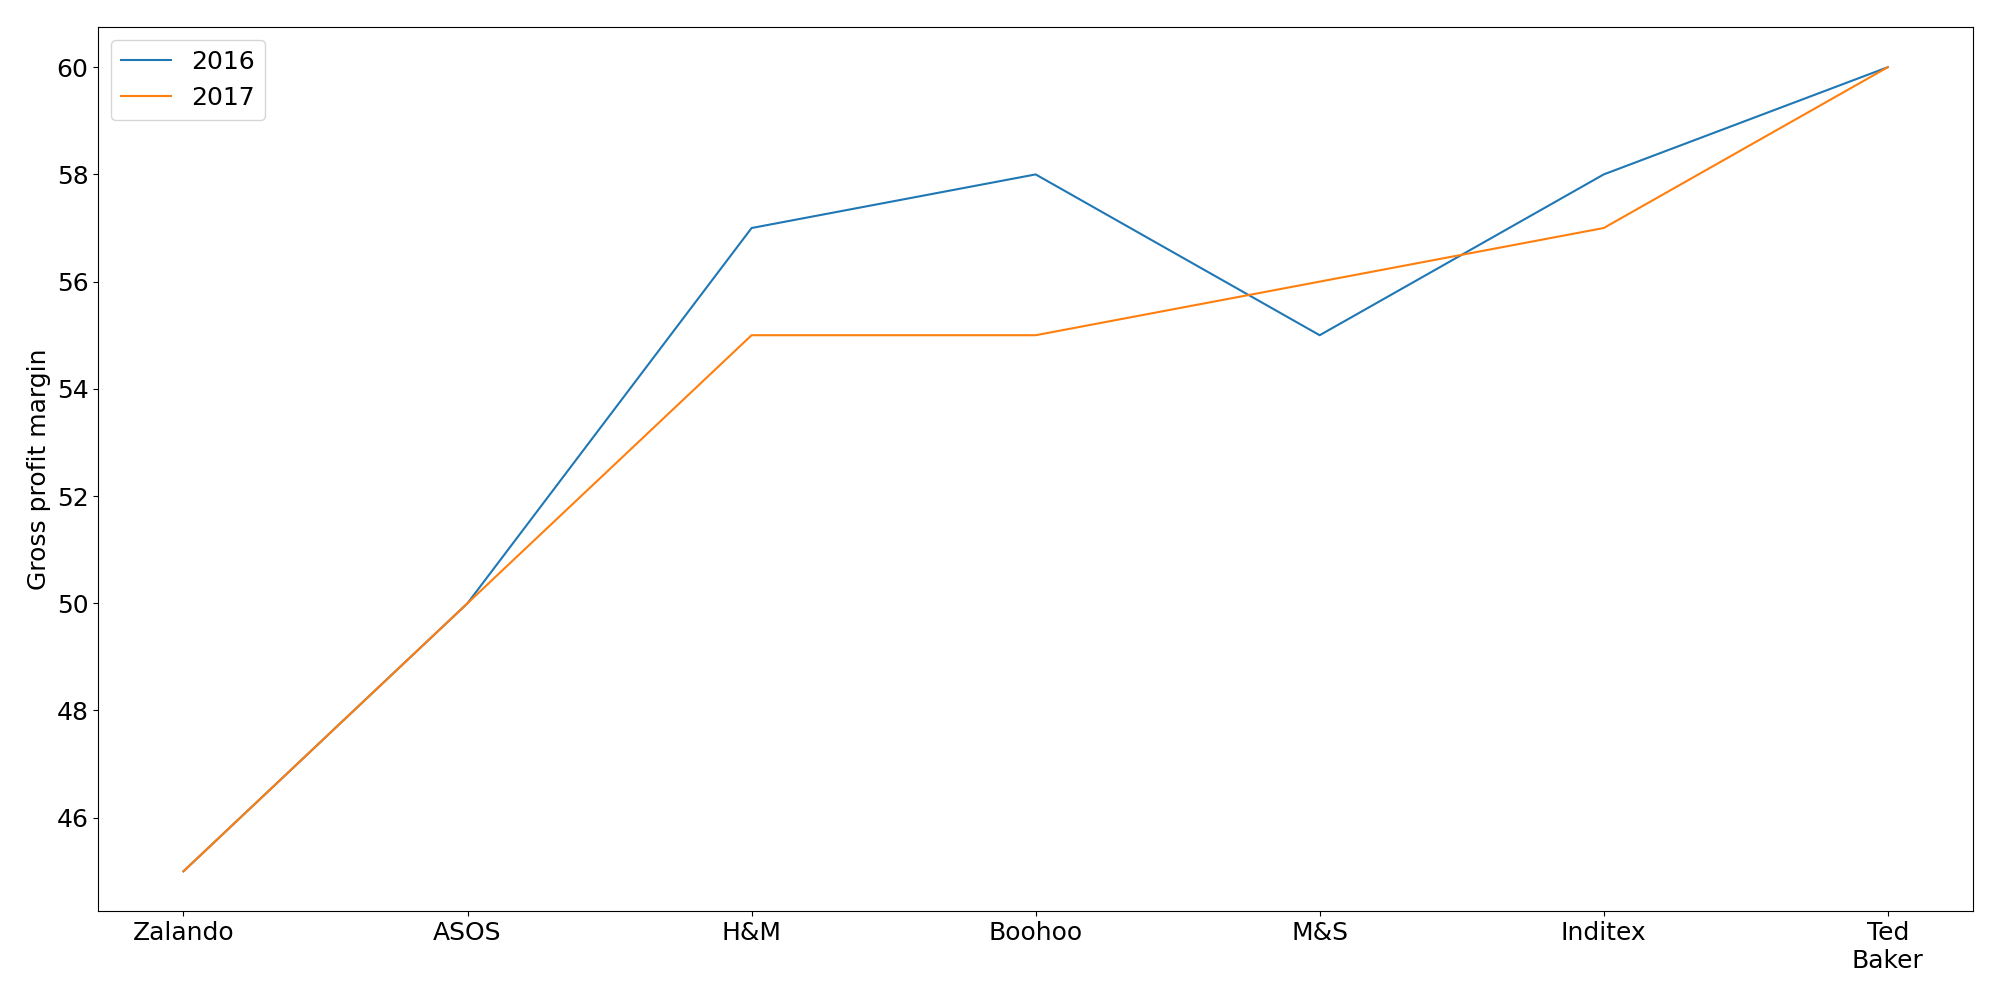 2016
2017
60
58
56
54
52
50
48
46
Gross profit margin
Zalando
ASOS
H&M
Boohoo
M&S
Inditex
Ted
Baker